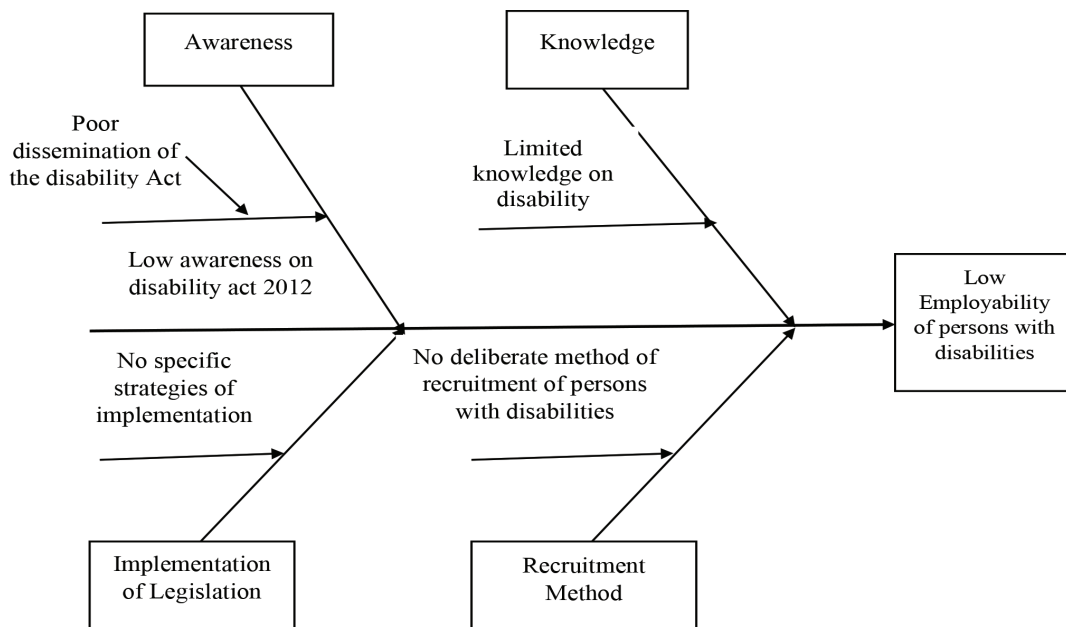 Awareness
Knowledge
Poor
dissemination of
the disability Act
Limited
knowledge on
disability
Low awareness on
disability act 2012
Low
Employability
of persons with
disabilities
No specific
strategies of
implementation
No deliberate method of
recruitment of persons
with disabilities
Implementation
of Legislation
Recruitment
Method